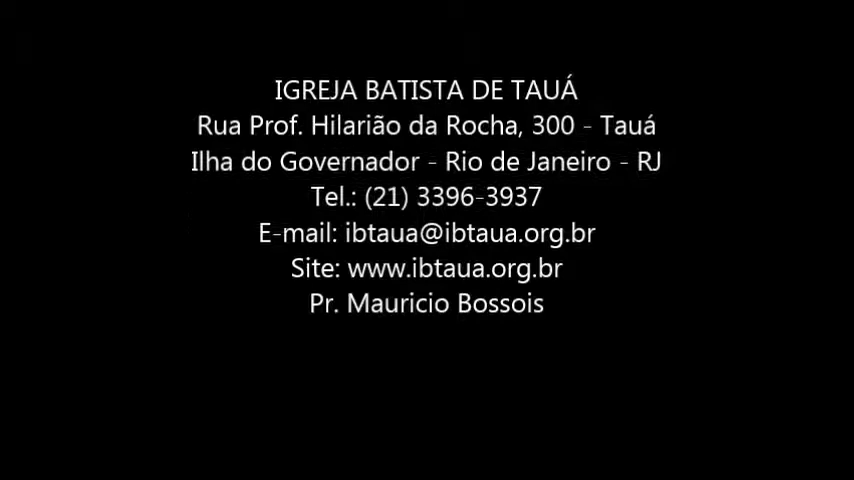 IGREJA BATISTA DE TAUÁ
Rua Prof. Hilarião da Rocha, 300 - Tauá
Ilha do Governador - Rio de Janeiro - RJ
Tel.: (21) 3396-3937
E-mail: ibtaua@ibtaua.org.br
Site: www.ibtaua.org.br
Pr. Mauricio Bossois